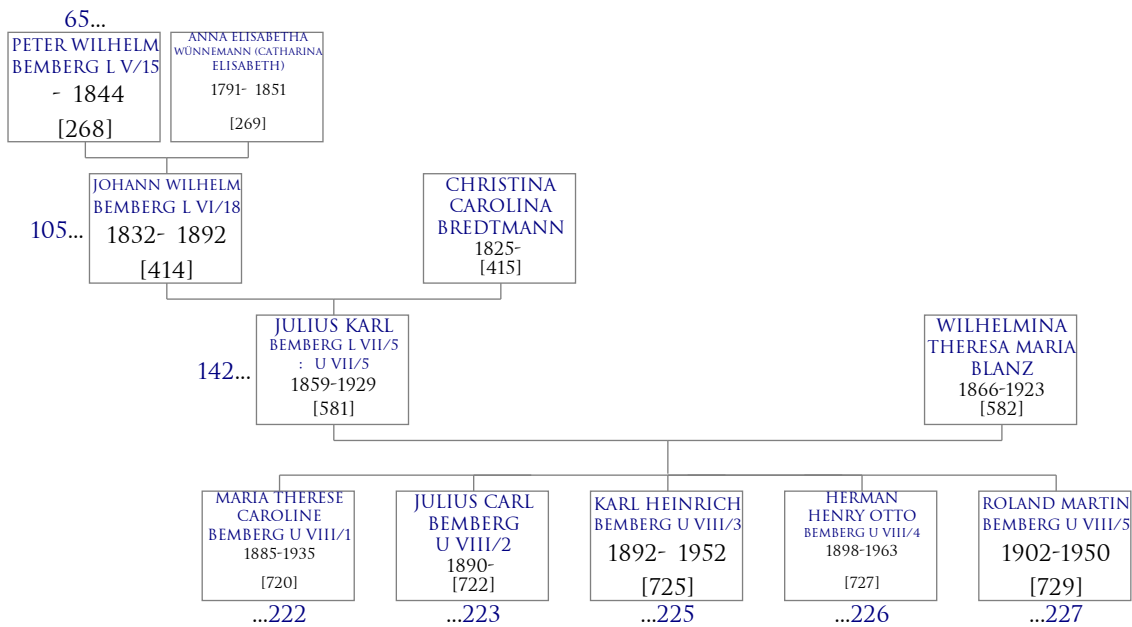 65...
PETER WILHELM
BEMBERG L V/15
- 1844
[268]
ANNA ELISABETHA
WÜNNEMANN (CATHARINA
ELISABETH)
1791- 1851
[269]
105...
JOHANN WILHELM
BEMBERG L VI/18
1832- 1892
[414]
CHRISTINA
CAROLINA
BREDTMANN
1825-
[415]
142...
JULIUS KARL
BEMBERG L VII/5
: U VII/5
1859-1929
[581]
WILHELMINA
THERESA MARIA
BLANZ
1866-1923
[582]
MARIA THERESE
CAROLINE
BEMBERG U VIII/1
1885-1935
[720]
...222
JULIUS CARL
BEMBERG
U VIII/2
1890-
[722]
...223
KARL HEINRICH
BEMBERG U VIII/3
1892- 1952
[725]
...225
HERMAN
HENRY OTTO
BEMBERG U VIII/4
1898-1963
[727]
...226
ROLAND MARTIN
BEMBERG U VIII/5
1902-1950
[729]
...227